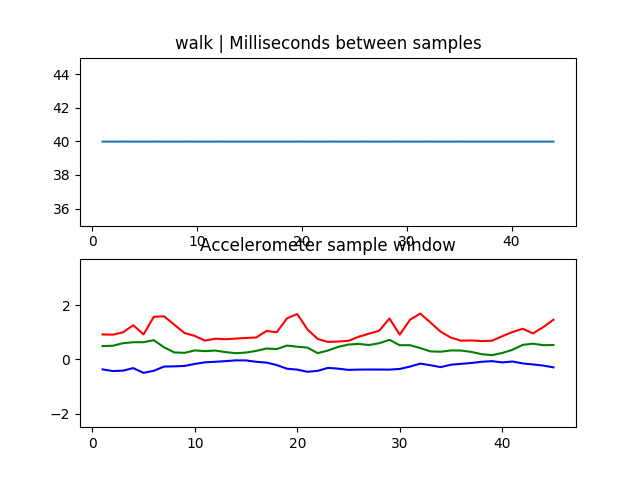 walk | Milliseconds between samples
44
42
40
38
36
0 10 20 30 40
Accelerometer sample window
2
0
−2
0 10 20 30 40